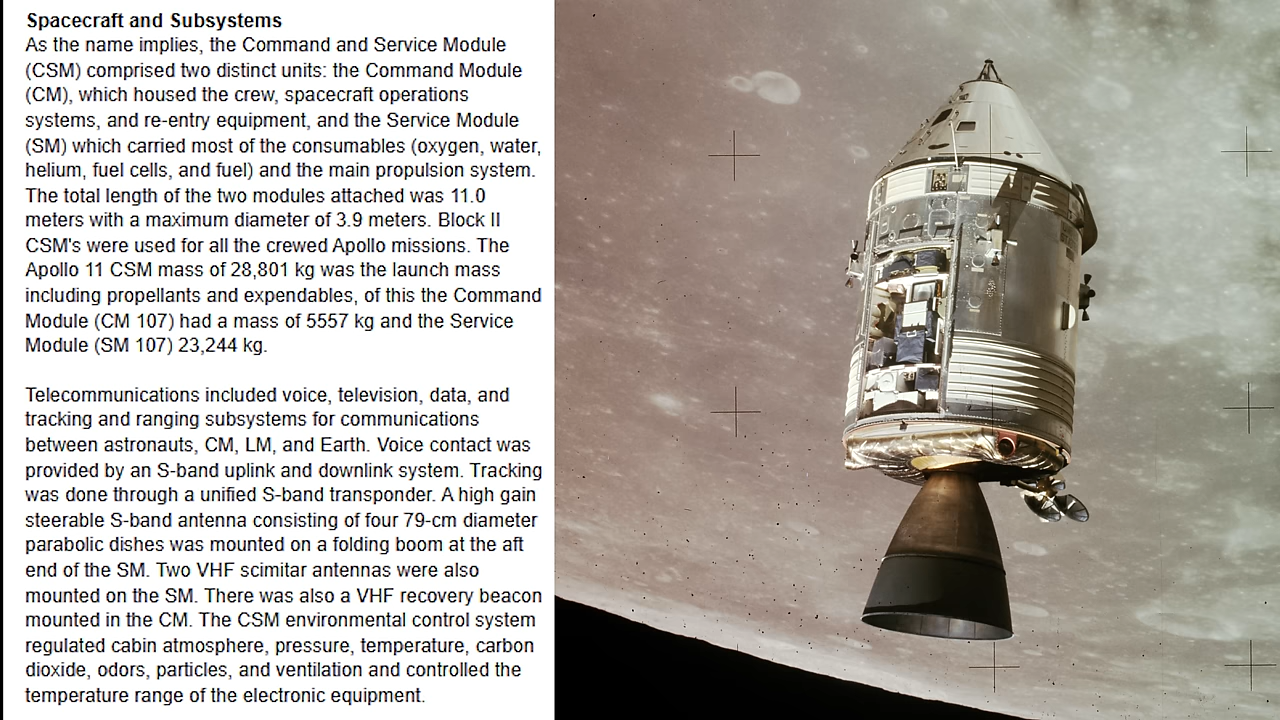 Spacecraft and Subsystems
As the name implies, the Command and Service Module
(CSM) comprised two distinct units: the Command Module
(CM), which housed the crew, spacecraft operations
systems, and re-entry equipment, and the Service Module
(SM) which carried most of the consumables (oxygen, water,
helium, fuel cells, and fuel) and the main propulsion system.
The total length of the two modules attached was 11.0
meters with a maximum diameter of 3.9 meters. Block II
CSM's were used for all the crewed Apollo missions. The
Apollo 11 CSM mass of 28,801 kg was the launch mass
including propellants and expendables, of this the Command
Module (CM 107) had a mass of 5557 kg and the Service
Module (SM 107) 23,244 kg.
Telecommunications included voice, television, data, and
tracking and ranging subsystems for communications
between astronauts, CM, LM, and Earth. Voice contact was
provided by an S-band uplink and downlink system. Tracking
was done through a unified S-band transponder. A high gain
steerable S-band antenna consisting of four 79-cm diameter
parabolic dishes was mounted on a folding boom at the aft
end of the SM. Two VHF scimitar antennas were also
mounted on the SM. There was also a VHF recovery beacon
mounted in the CM. The CSM environmental control system
regulated cabin atmosphere, pressure, temperature, carbon
dioxide, odors, particles, and ventilation and controlled the
temperature range of the electronic equipment.